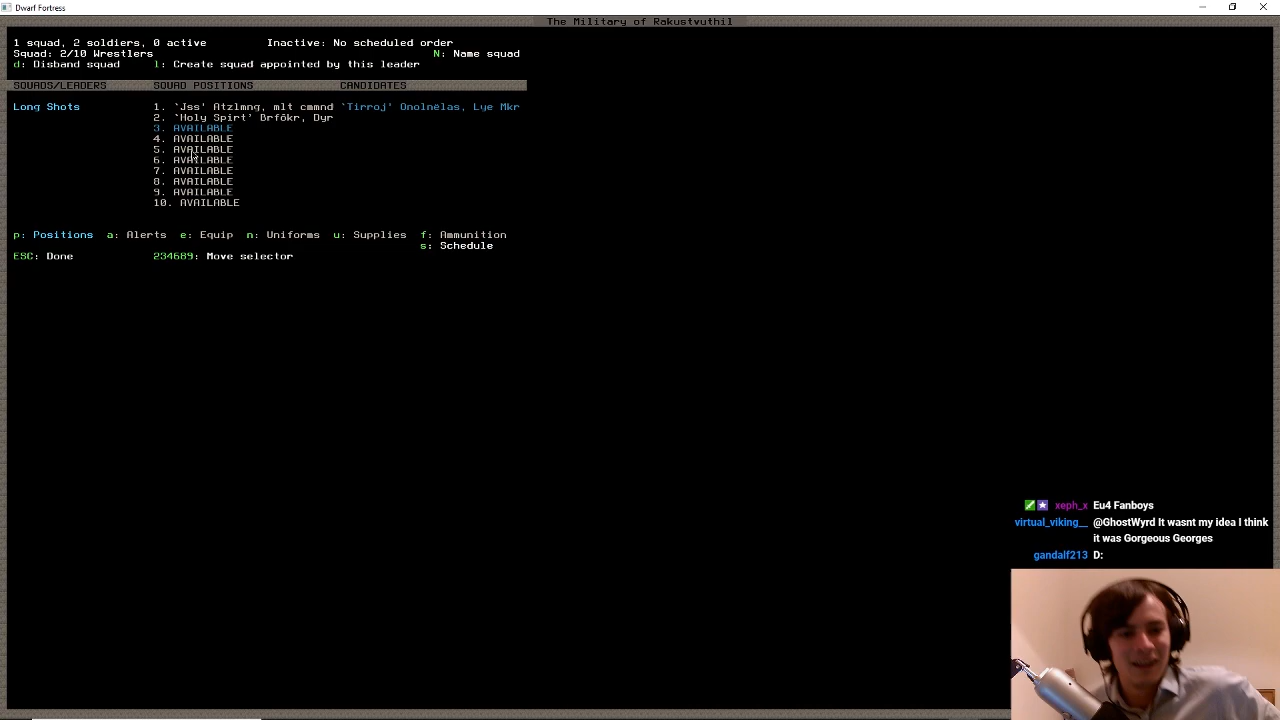 Dwarf Fortress
The Military of Rakustvuthil
1 squad, 2 soldiers, 0 active Inactive: No scheduled order
Squad: 2/10 Wrestlers N: Name squad
d: Disband squad l: Create squad appointed by this leader
SQUADS/LEADERS SQUAD POSITIONS CANDIDATES
Long Shots 1. `Jss' Atzlmng, mlt cmmnd `Tirroj' Onolnëlas, Lye Mkr
2. `Holy Spirt' Brfôkr, Dyr
3. AVAILABLE
4. AVAILABLE
5. AVAILABLE
6. AVAILABLE
7. AVAILABLE
8. AVAILABLE
9. AVAILABLE
10. AVAILABLE
p: Positions a: Alerts e: Equip n: Uniforms u: Supplies f: Ammunition
s: Schedule
ESC: Done 234689: Move selector
xeph_x Eu4 Fanboys
virtual_viking__ @GhostWyrd It wasnt my idea I think
it was Gorgeous Georges
gandalf213 D: